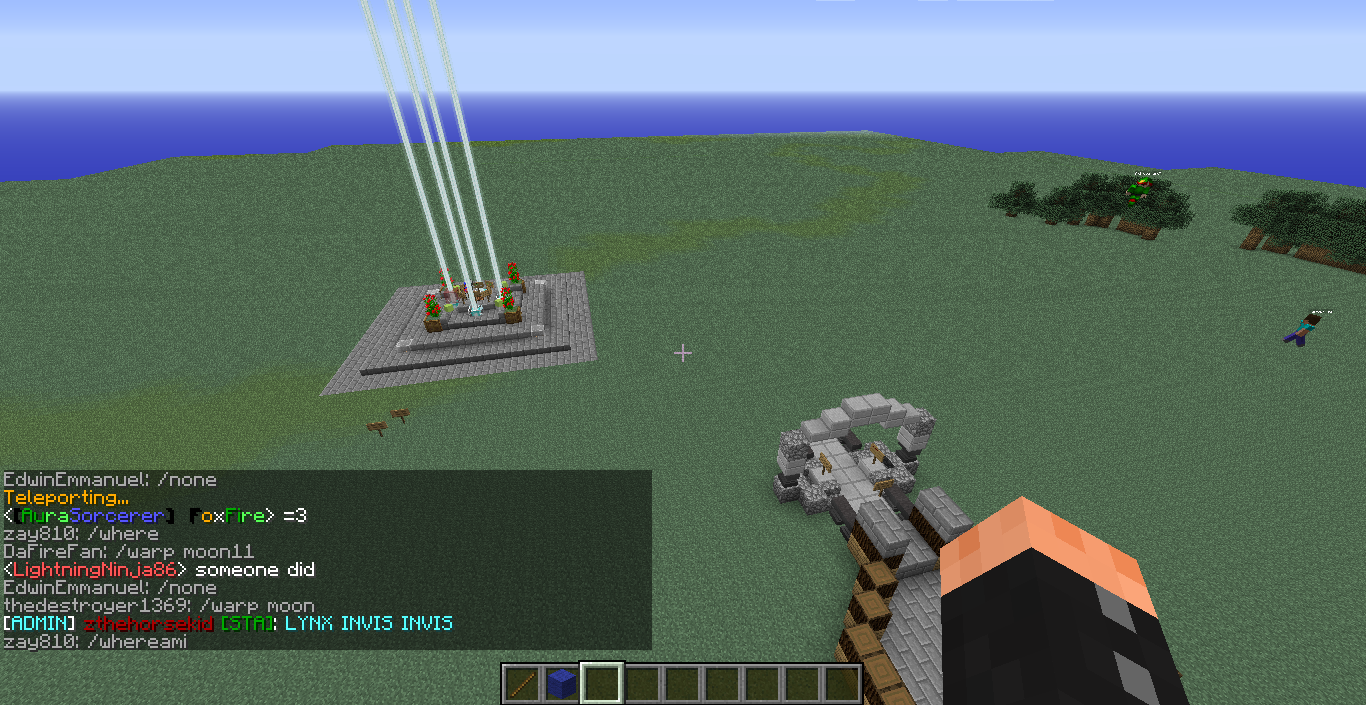 EdwinEmmanuel: /none
Teleporting...
<[AuraSorcerer] FoxFire> =3
zay810: /where
DaFireFan: /warp moon11
<LightningNinja86> someone did
EdwinEmmanuel: /none
thedestroyer1369: /warp moon
[ADMIN] zthehorsekid [STA]: LYNX INVIS INVIS
zay810: /whereami